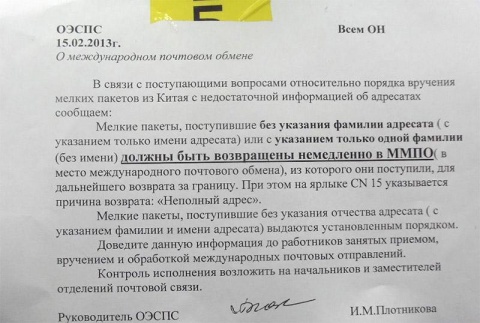 ОЭСПС Всем ОН
15.02.2013г.
О международном почтовом обмене
В связи с поступающими вопросами относительно порядка вручения
мелких пакетов из Китая с недостаточной информацией об адресатах
сообщаем:
Мелкие пакеты, поступившие без указания фамилии адресата ( с
указанием только имени адресата) или с указанием только одной фамилии
(без имени) должны быть возвращены немедленно в ММПО( в
место международного почтового обмена), из которого они поступили, для
дальнейшего возврата за границу. При этом на ярлыке CN 15 указывается
причина возврата: «Неполный адрес».
Мелкие пакеты, поступившие без указания отчества адресата ( с
указанием фамилии и имени адресата) выдаются установленным порядком.
Доведите данную информация до работников занятых приемом,
вручением и обработкой международных почтовых отправлений.
Контроль исполнения возложить на начальников и заместителей
отделений почтовой связи.
Руководитель ОЭСПС И.М.Плотникова